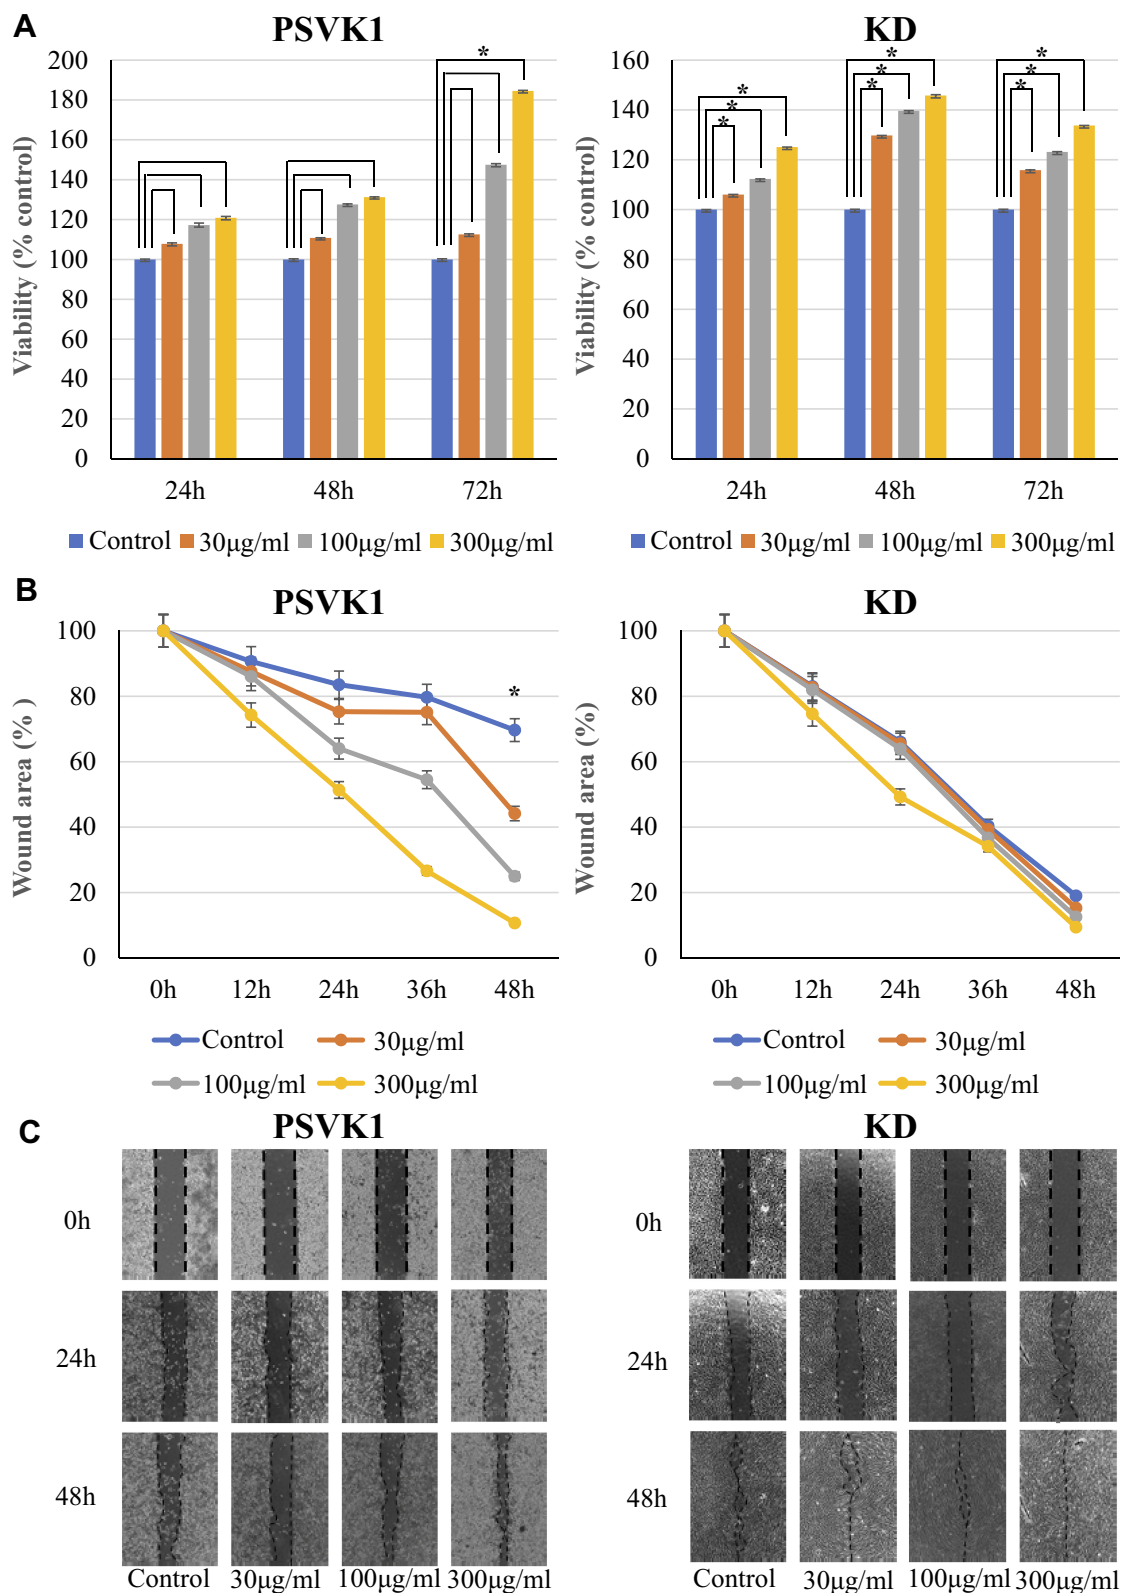 A
PSVK1
KD
Viability (% control)
200
180
160
140
120
100
80
60
40
20
0
*
24h
48h
72h
Control
30µg/ml
100µg/ml
300µg/ml
Viability (% control)
160
140
120
100
80
60
40
20
0
*
*
*
*
*
*
*
*
*
24h
48h
72h
Control
30µg/ml
100µg/ml
300µg/ml
B
PSVK1
KD
Wound area (% )
100
80
60
40
20
0
*
0h
12h
24h
36h
48h
Control
30µg/ml
100µg/ml
300µg/ml
Wound area (%)
100
80
60
40
20
0
0h
12h
24h
36h
48h
Control
30µg/ml
100µg/ml
300µg/ml
C
PSVK1
KD
0h
0h
24h
24h
48h
48h
Control
30µg/ml
100µg/ml
300µg/ml
Control
30µg/ml
100µg/ml
300µg/ml